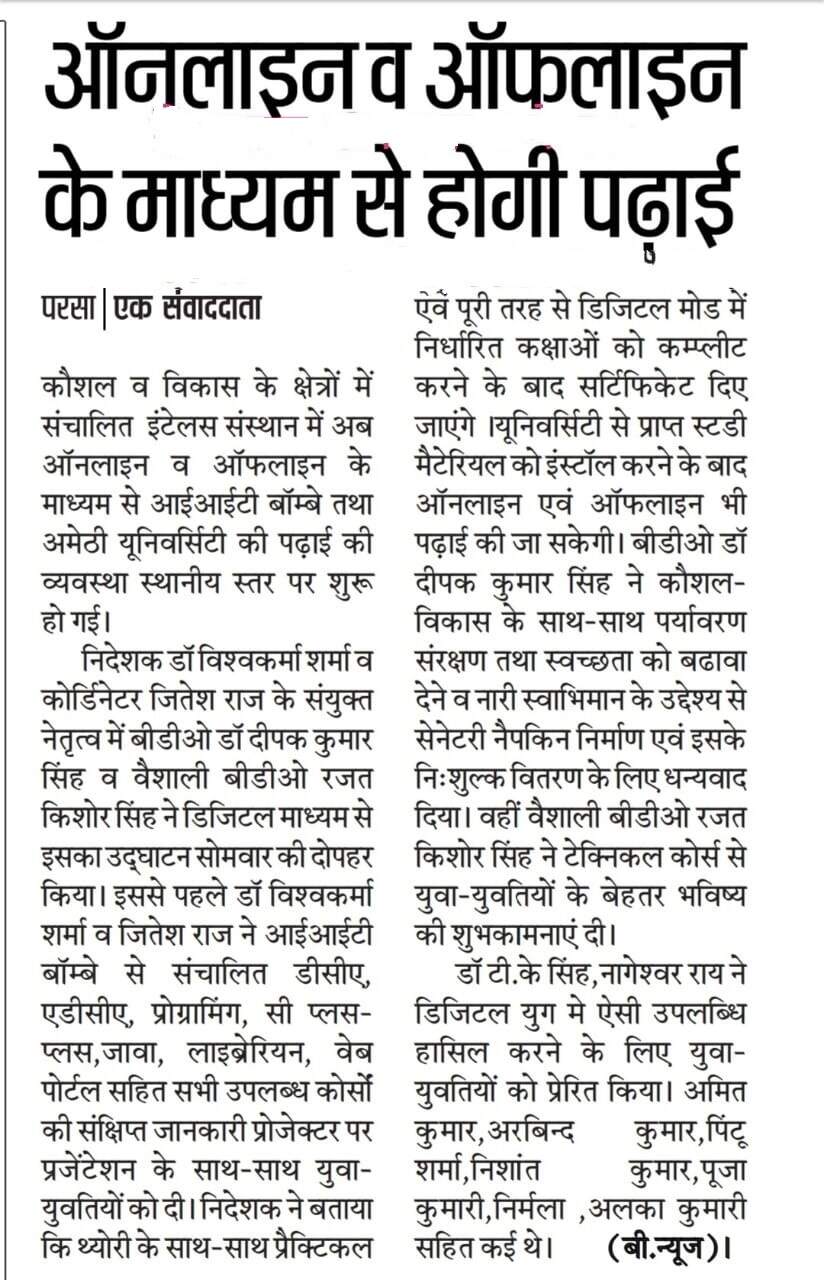 ऑनलाइन व ऑफलाइन
के माध्यम से होगी पढ़ाई
परसा | एक संवाददाता
कौशल व विकास के क्षेत्रों में
संचालित इंटेलस संस्थान में अब
ऑनलाइन व ऑफलाइन के
माध्यम से आईआईटी बॉम्बे तथा
अमेठी यूनिवर्सिटी की पढ़ाई की
व्यवस्था स्थानीय स्तर पर शुरू
हो गई।
निदेशक डॉ विश्वकर्मा शर्मा व
कोर्डिनेटर जितेश राज के संयुक्त
नेतृत्व में बीडीओ डॉ दीपक कुमार
सिंह व वैशाली बीडीओ रजत
किशोर सिंह ने डिजिटल माध्यम से
इसका उद्घाटन सोमवार की दोपहर
किया। इससे पहले डॉ विश्वकर्मा
शर्मा व जितेश राज ने आईआईटी
बॉम्बे से संचालित डीसीए,
एडीसीए, प्रोग्रामिंग, सी प्लस-
प्लस,जावा, लाइब्रेरियन, वेब
पोर्टल सहित सभी उपलब्ध कोर्सों
की संक्षिप्त जानकारी प्रोजेक्टर पर
प्रजेंटेशन के साथ-साथ युवा-
युवतियों को दी। निदेशक ने बताया
कि थ्योरी के साथ-साथ प्रैक्टिकल
एवं पूरी तरह से डिजिटल मोड में
निर्धारित कक्षाओं को कम्प्लीट
करने के बाद सर्टिफिकेट दिए
जाएंगे ।यूनिवर्सिटी से प्राप्त स्टडी
मैटेरियल को इंस्टॉल करने के बाद
ऑनलाइन एवं ऑफलाइन भी
पढ़ाई की जा सकेगी। बीडीओ डॉ
दीपक कुमार सिंह ने कौशल-
विकास के साथ-साथ पर्यावरण
संरक्षण तथा स्वच्छता को बढावा
देने व नारी स्वाभिमान के उद्देश्य से
सेनेटरी नैपकिन निर्माण एवं इसके
निःशुल्क वितरण के लिए धन्यवाद
दिया। वहीं वैशाली बीडीओ रजत
किशोर सिंह ने टेक्निकल कोर्स से
युवा-युवतियों के बेहतर भविष्य
की शुभकामनाएं दी।
डॉ टी.के सिंह,नागेश्वर राय ने
डिजिटल युग मे ऐसी उपलब्धि
हासिल करने के लिए युवा-
युवतियों को प्रेरित किया। अमित
कुमार,अरबिन्द कुमार,पिंटू
शर्मा,निशांत कुमार,पूजा
कुमारी,निर्मला ,अलका कुमारी
सहित कई थे। (बी.न्यूज)।